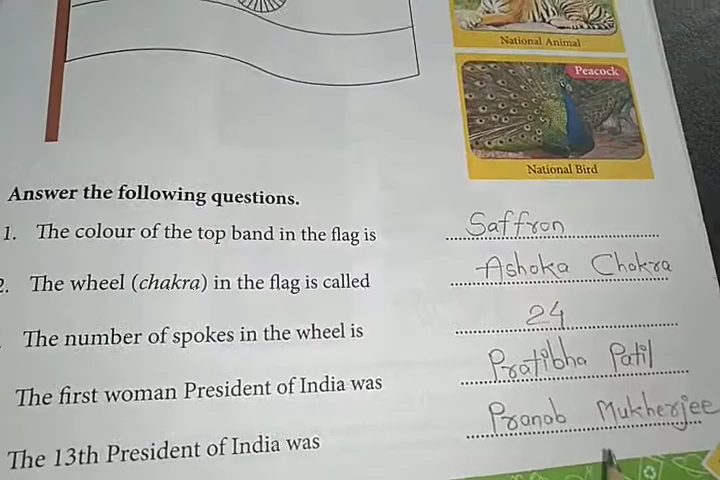 National Animal
Peacock
National Bird
Answer the following questions.
1. The colour of the top band in the flag is Saffron
2. The wheel (chakra) in the flag is called Ashoka Chakra
The number of spokes in the wheel is 24
The first woman President of India was Pratibha Patil
The 13th President of India was Pranab Mukherjee